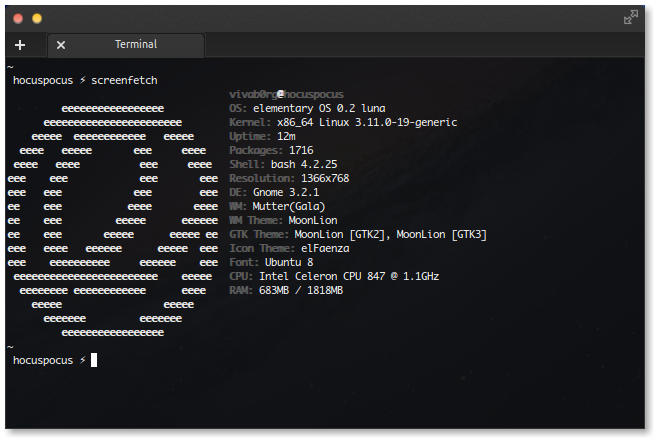 Terminal
~
hocuspocus ⚡ screenfetch
vivab0rg@hocuspocus
eeeeeeeeeeeeeeeee OS: elementary OS 0.2 luna
eeeeeeeeeeeeeeeeeeeeeee Kernel: x86_64 Linux 3.11.0-19-generic
eeeee eeeeeeeeeeee eeeee Uptime: 12m
eeee eeeee eee eeee Packages: 1716
eeee eeee eee eeee Shell: bash 4.2.25
eee eee eee eee Resolution: 1366x768
eee eee eee eee DE: Gnome 3.2.1
ee eee eeee eeee WM: Mutter(Gala)
ee eee eeeee eeeeee WM Theme: MoonLion
ee eee eeeee eeeee ee GTK Theme: MoonLion [GTK2], MoonLion [GTK3]
eee eeee eeeeee eeeee eee Icon Theme: elFaenza
eee eeeeeeeeee eeeeee eee Font: Ubuntu 8
eeeeeeeeeeeeeeeeeeeeeeee eeeee CPU: Intel Celeron CPU 847 @ 1.1GHz
eeeeeeee eeeeeeeeeeee eeee RAM: 683MB / 1818MB
eeeee eeeee
eeeeeee eeeeeee
eeeeeeeeeeeeeeeee
~
hocuspocus ⚡